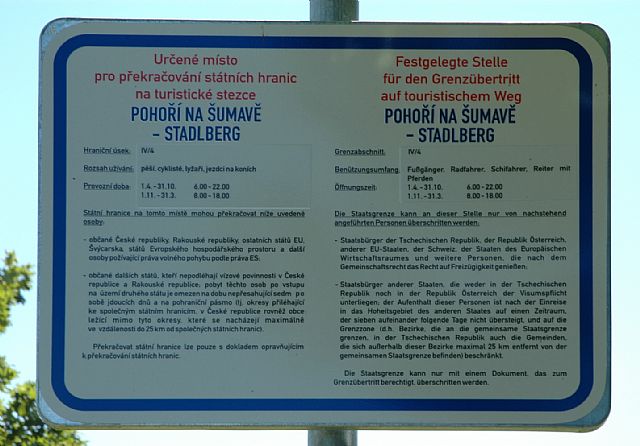 Určené místo
pro překračování státních hranic
na turistické stezce
POHOŘÍ NA ŠUMAVĚ
- STADLBERG
Hraniční úsek: IV/4
Rozsah užívání: pěší, cyklisté, lyžaři, jezdci na koních
Provozní doba: 1.4. - 31.10. 6.00 - 22.00
1.11. - 31.3. 8.00 - 18.00
Státní hranice na tomto místě mohou překračovat níže uvedené
osoby:
- občané České republiky, Rakouské republiky, ostatních států EU,
Švýcarska, států Evropského hospodářského prostoru a další
osoby požívající práva volného pohybu podle práva ES;
- občané dalších států, kteří nepodléhají vízové povinnosti v České
republice a Rakouské republice; pobyt těchto osob po vstupu
na území druhého státu je omezen na dobu nepřesahující sedm po
sobě jdoucích dnů a na pohraniční pásmo (tj. okresy přiléhající
ke společným státním hranicím, v České republice rovněž obce
ležící mimo tyto okresy, které se nacházejí maximálně
ve vzdálenosti do 25 km od společných státních hranic).
Překračovat státní hranice lze pouze s dokladem opravňujícím
k překračování státních hranic.
Festgelegte Stelle
für den Grenzübertritt
auf touristischem Weg
POHOŘÍ NA ŠUMAVĚ
- STADLBERG
Grenzabschnitt: IV/4
Benützungsumfang: Fußgänger, Radfahrer, Schifahrer, Reiter mit
Pferden
Öffnungszeit: 1.4. - 31.10. 6.00 - 22.00
1.11. - 31.3. 8.00 - 18.00
Die Staatsgrenze kann an dieser Stelle nur von nachstehend
angeführten Personen überschritten werden:
- Staatsbürger der Tschechischen Republik, der Republik Österreich,
anderer EU-Staaten, der Schweiz, der Staaten des Europäischen
Wirtschaftsraumes und weitere Personen, die nach dem
Gemeinschaftsrecht das Recht auf Freizügigkeit genießen;
- Staatsbürger anderer Staaten, die weder in der Tschechischen
Republik noch in der Republik Österreich der Visumspflicht
unterliegen; der Aufenthalt dieser Personen ist nach der Einreise
in das Hoheitsgebiet des anderen Staates auf einen Zeitraum,
der sieben aufeinander folgende Tage nicht übersteigt, und auf die
Grenzzone (d.h. Bezirke, die an die gemeinsame Staatsgrenze
grenzen, in der Tschechischen Republik auch die Gemeinden,
die sich außerhalb dieser Bezirke maximal 25 km entfernt von der
gemeinsamen Staatsgrenze befinden) beschränkt.
Die Staatsgrenze kann nur mit einem Dokument, das zum
Grenzübertritt berechtigt, überschritten werden.